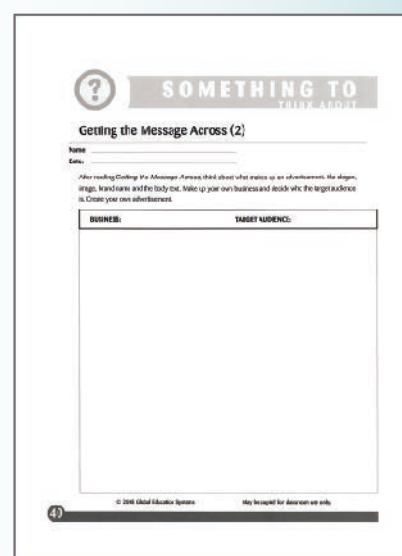 ?
SOMETHING TO
THINK ABOUT
Getting the Message Across (2)
Name
Date:
After reading Getting the Message Across, think about what makes up an advertisement, the slogan,
image, brand name and the body text. Make up your own business and decide who the target audience
is. Create your own advertisement.
BUSINESS: TARGET AUDIENCE:
Global Education Systems May be copied for classroom use only.